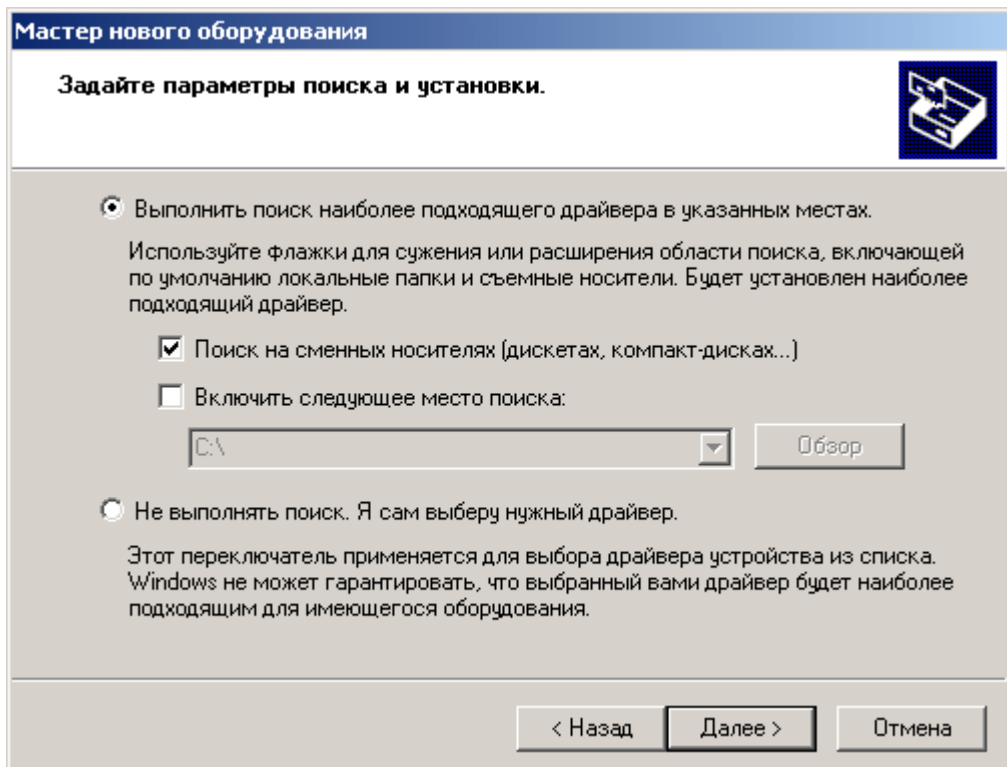 Мастер нового оборудования
Задайте параметры поиска и установки.
Выполнить поиск наиболее подходящего драйвера в указанных местах.
Используйте флажки для сужения или расширения области поиска, включающей
по умолчанию локальные папки и съемные носители. Будет установлен наиболее
подходящий драйвер.
Поиск на сменных носителях (дискетах, компакт-дисках...)
Включить следующее место поиска:
C:\
Обзор
Не выполнять поиск. Я сам выберу нужный драйвер.
Этот переключатель применяется для выбора драйвера устройства из списка.
Windows не может гарантировать, что выбранный вами драйвер будет наиболее
подходящим для имеющегося оборудования.
< Назад
Далее >
Отмена